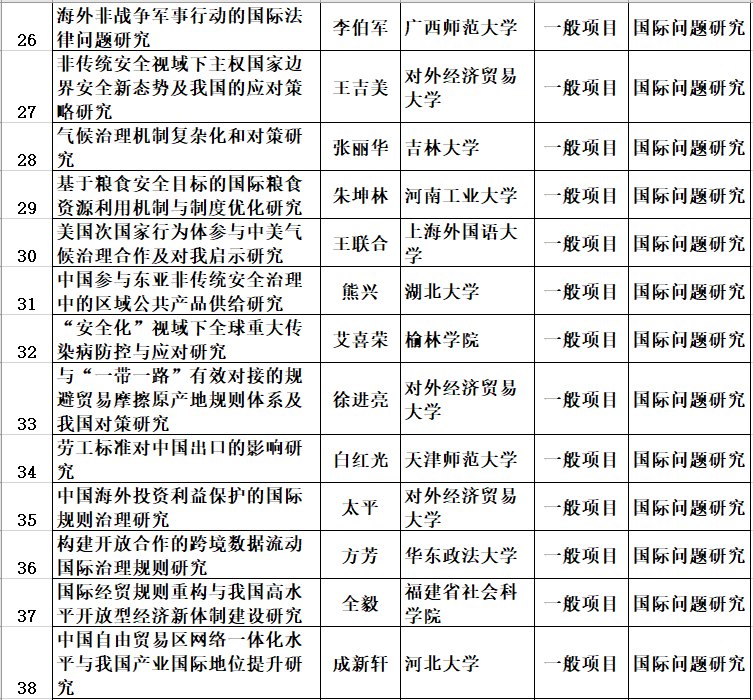 26 海外非战争军事行动的国际法律问题研究 李伯军 广西师范大学 一般项目 国际问题研究
27 非传统安全视域下主权国家边界安全新态势及我国的应对策略研究 王吉美 对外经济贸易大学 一般项目 国际问题研究
28 气候治理机制复杂化和对策研究 张丽华 吉林大学 一般项目 国际问题研究
29 基于粮食安全目标的国际粮食资源利用机制与制度优化研究 朱坤林 河南工业大学 一般项目 国际问题研究
30 美国次国家行为体参与中美气候治理合作及对我启示研究 王联合 上海外国语大学 一般项目 国际问题研究
31 中国参与东亚非传统安全治理中的区域公共产品供给研究 熊兴 湖北大学 一般项目 国际问题研究
32 “安全化”视域下全球重大传染病防控与应对研究 艾喜荣 榆林学院 一般项目 国际问题研究
33 与“一带一路”有效对接的规避贸易摩擦原产地规则体系及我国对策研究 徐进亮 对外经济贸易大学 一般项目 国际问题研究
34 劳工标准对中国出口的影响研究 白红光 天津师范大学 一般项目 国际问题研究
35 中国海外投资利益保护的国际规则治理研究 太平 对外经济贸易大学 一般项目 国际问题研究
36 构建开放合作的跨境数据流动国际治理规则研究 方芳 华东政法大学 一般项目 国际问题研究
37 国际经贸规则重构与我国高水平开放型经济新体制建设研究 全毅 福建省社会科学院 一般项目 国际问题研究
38 中国自由贸易区网络一体化水平与我国产业国际地位提升研究 成新轩 河北大学 一般项目 国际问题研究